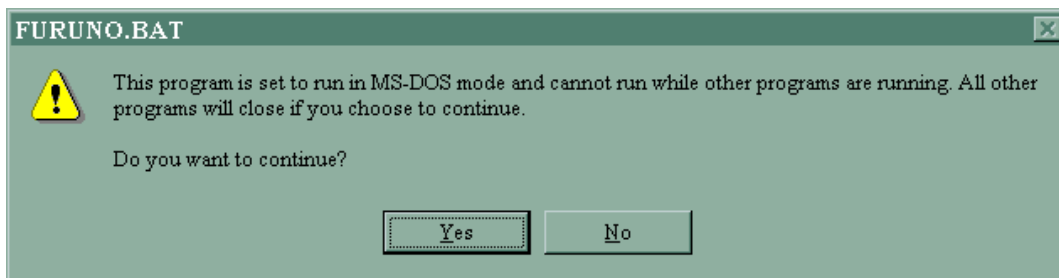 FURUNO.BAT
This program is set to run in MS-DOS mode and cannot run while other programs are running. All other
programs will close if you choose to continue.
Do you want to continue?
Yes
No